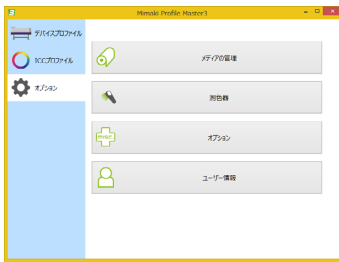 Mimaki Profile Master3
デバイスプロファイル
ICCプロファイル
オプション
メディアの管理
測色器
オプション
ユーザー情報